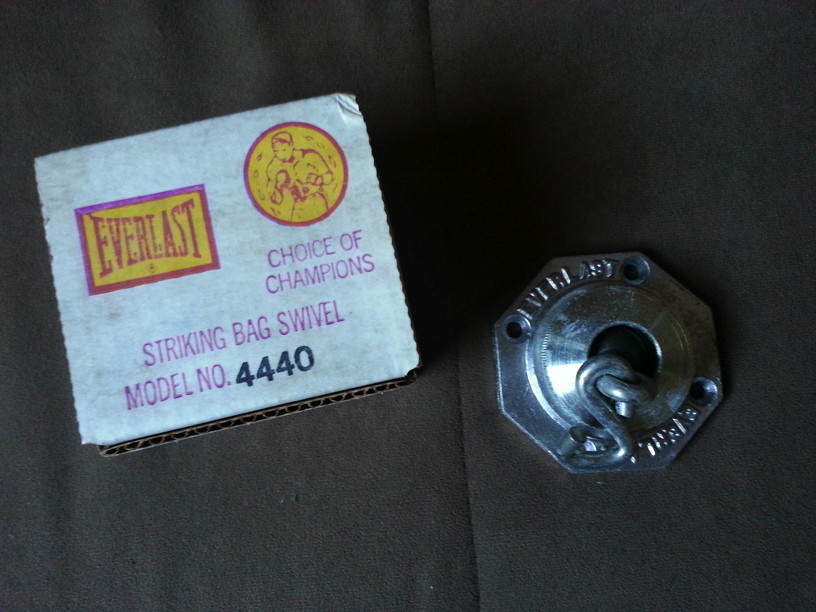 EVERLAST
®
CHOICE OF
CHAMPIONS
STRIKING BAG SWIVEL
MODEL NO. 4440
EVERLAST